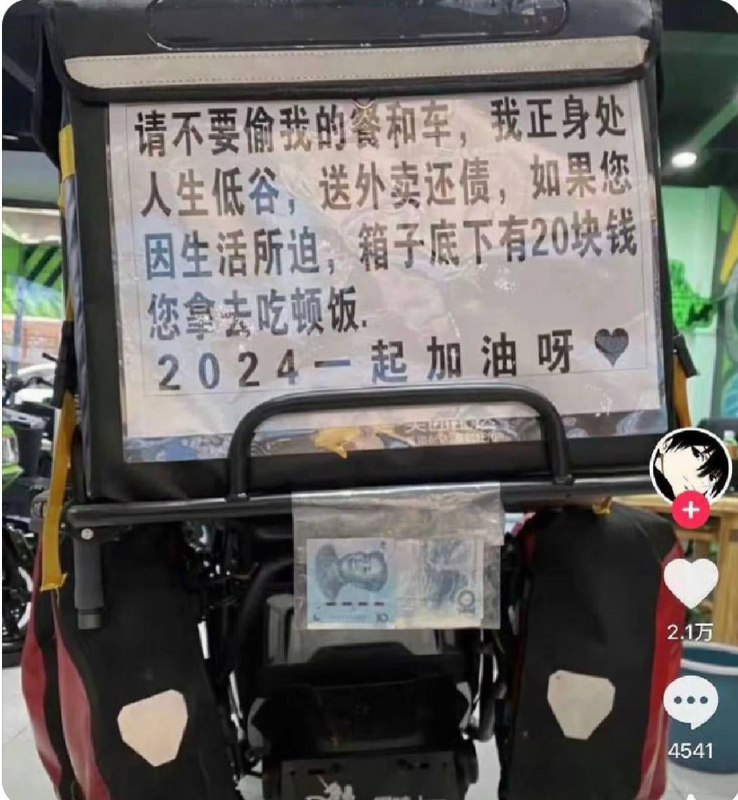 请不要偷我的餐和车，我正身处
人生低谷，送外卖还债，如果您
因生活所迫，箱子底下有20块钱
您拿去吃顿饭.
2024一起加油呀♥
10
2.1万
4541